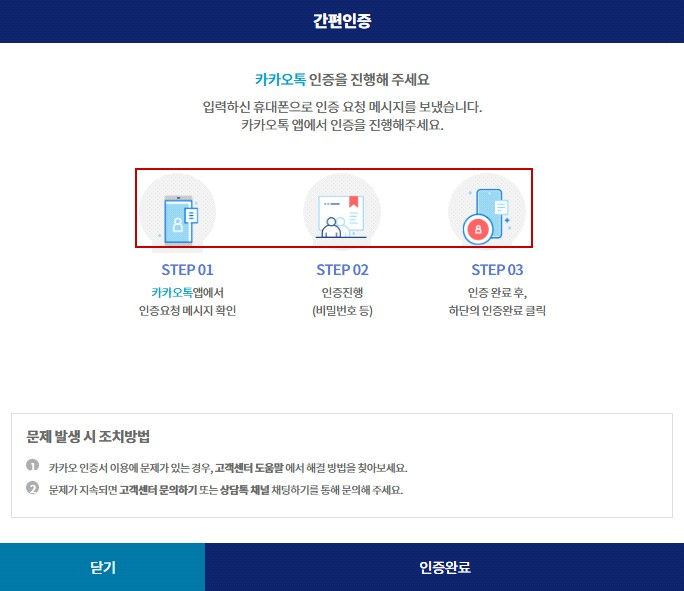 간편인증
카카오톡 인증을 진행해 주세요
입력하신 휴대폰으로 인증 요청 메시지를 보냈습니다.
카카오톡 앱에서 인증을 진행해주세요.
STEP 01
카카오톡앱에서
인증요청 메시지 확인
STEP 02
인증진행
(비밀번호 등)
STEP 03
인증 완료 후,
하단의 인증완료 클릭
문제 발생 시 조치방법
1 카카오 인증서 이용에 문제가 있는 경우, 고객센터 도움말 에서 해결 방법을 찾아보세요.
2 문제가 지속되면 고객센터 문의하기 또는 상담톡 채널 채팅하기를 통해 문의해 주세요.
닫기
인증완료